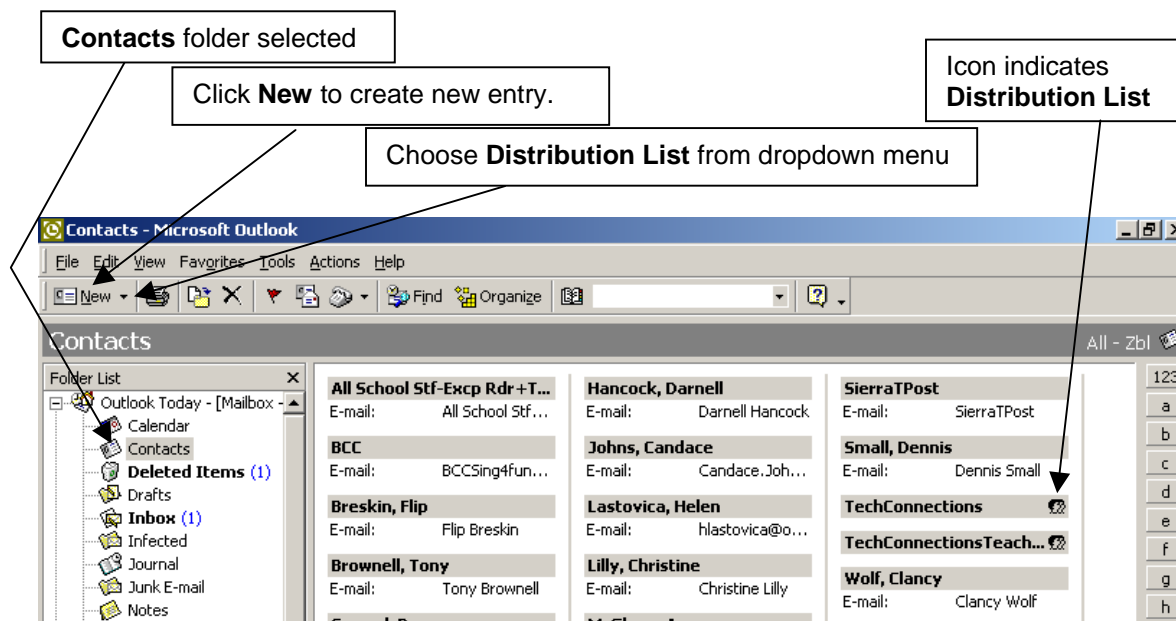 Contacts folder selected
Click New to create new entry.
Icon indicates
Distribution List
Choose Distribution List from dropdown menu
Contacts - Microsoft Outlook
File Edit View Favorites Tools Actions Help
New Find Organize
Contacts All - Zbl
Folder List
Outlook Today - [Mailbox -
Calendar
Contacts
Deleted Items (1)
Drafts
Inbox (1)
Infected
Journal
Junk E-mail
Notes
All School Stf-Excp Rdr+T...
E-mail: All School Stf...
BCC
E-mail: BCCSing4fun...
Breskin, Flip
E-mail: Flip Breskin
Brownell, Tony
E-mail: Tony Brownell
Hancock, Darnell
E-mail: Darnell Hancock
Johns, Candace
E-mail: Candace.Joh...
Lastovica, Helen
E-mail: hlastovica@o...
Lilly, Christine
E-mail: Christine Lilly
SierraTPost
E-mail: SierraTPost
Small, Dennis
E-mail: Dennis Small
TechConnections
TechConnectionsTeach...
Wolf, Clancy
E-mail: Clancy Wolf
123
a
b
c
d
e
f
g
h